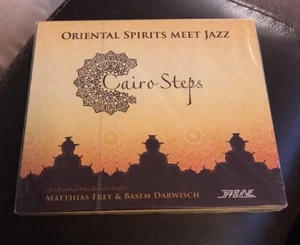 ORIENTAL SPIRITS MEET JAZZ
Cairo Steps
MATTHIAS FREY & BASEM DARWISCH